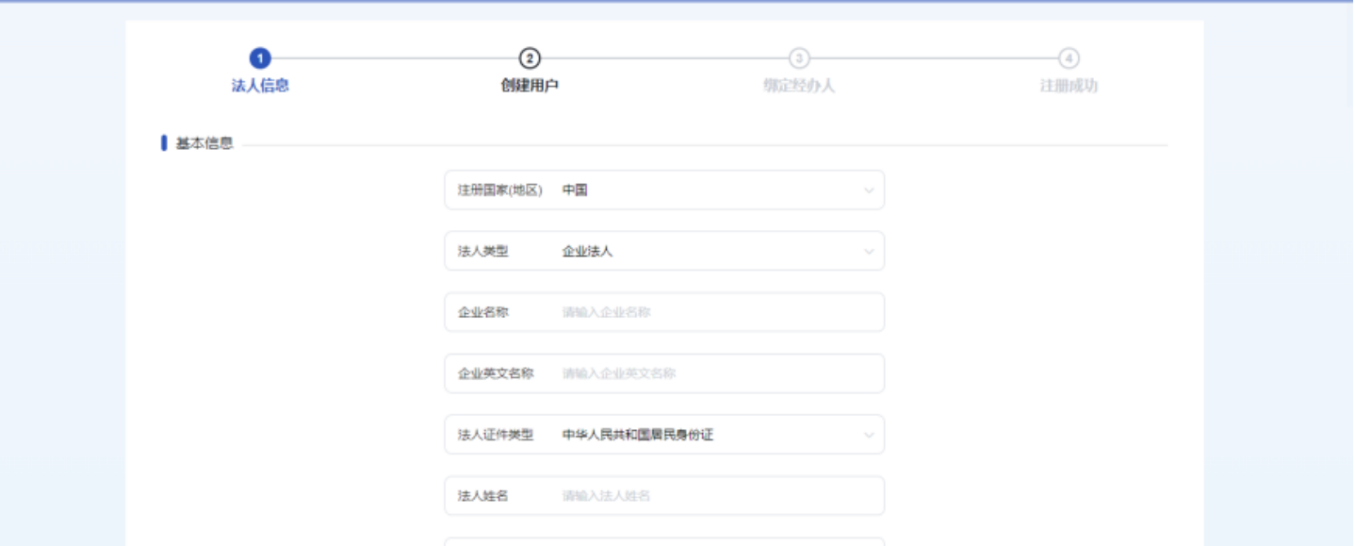 1 2 3 4
法人信息 创建用户 绑定经办人 注册成功
基本信息
注册国家(地区) 中国
法人类型 企业法人
企业名称 请输入企业名称
企业英文名称 请输入企业英文名称
法人证件类型 中华人民共和国居民身份证
法人姓名 请输入法人姓名